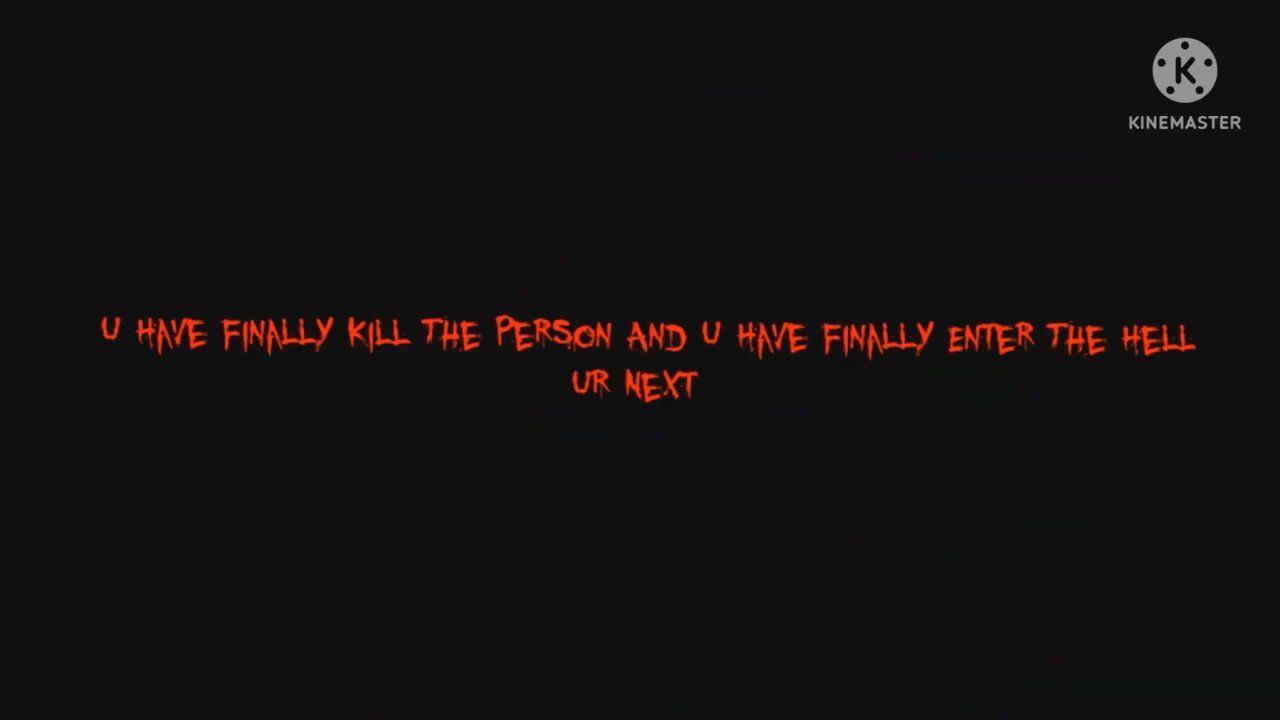 KINEMASTER
U HAVE FINALLY KILL THE PERSON AND U HAVE FINALLY ENTER THE HELL
UR NEXT